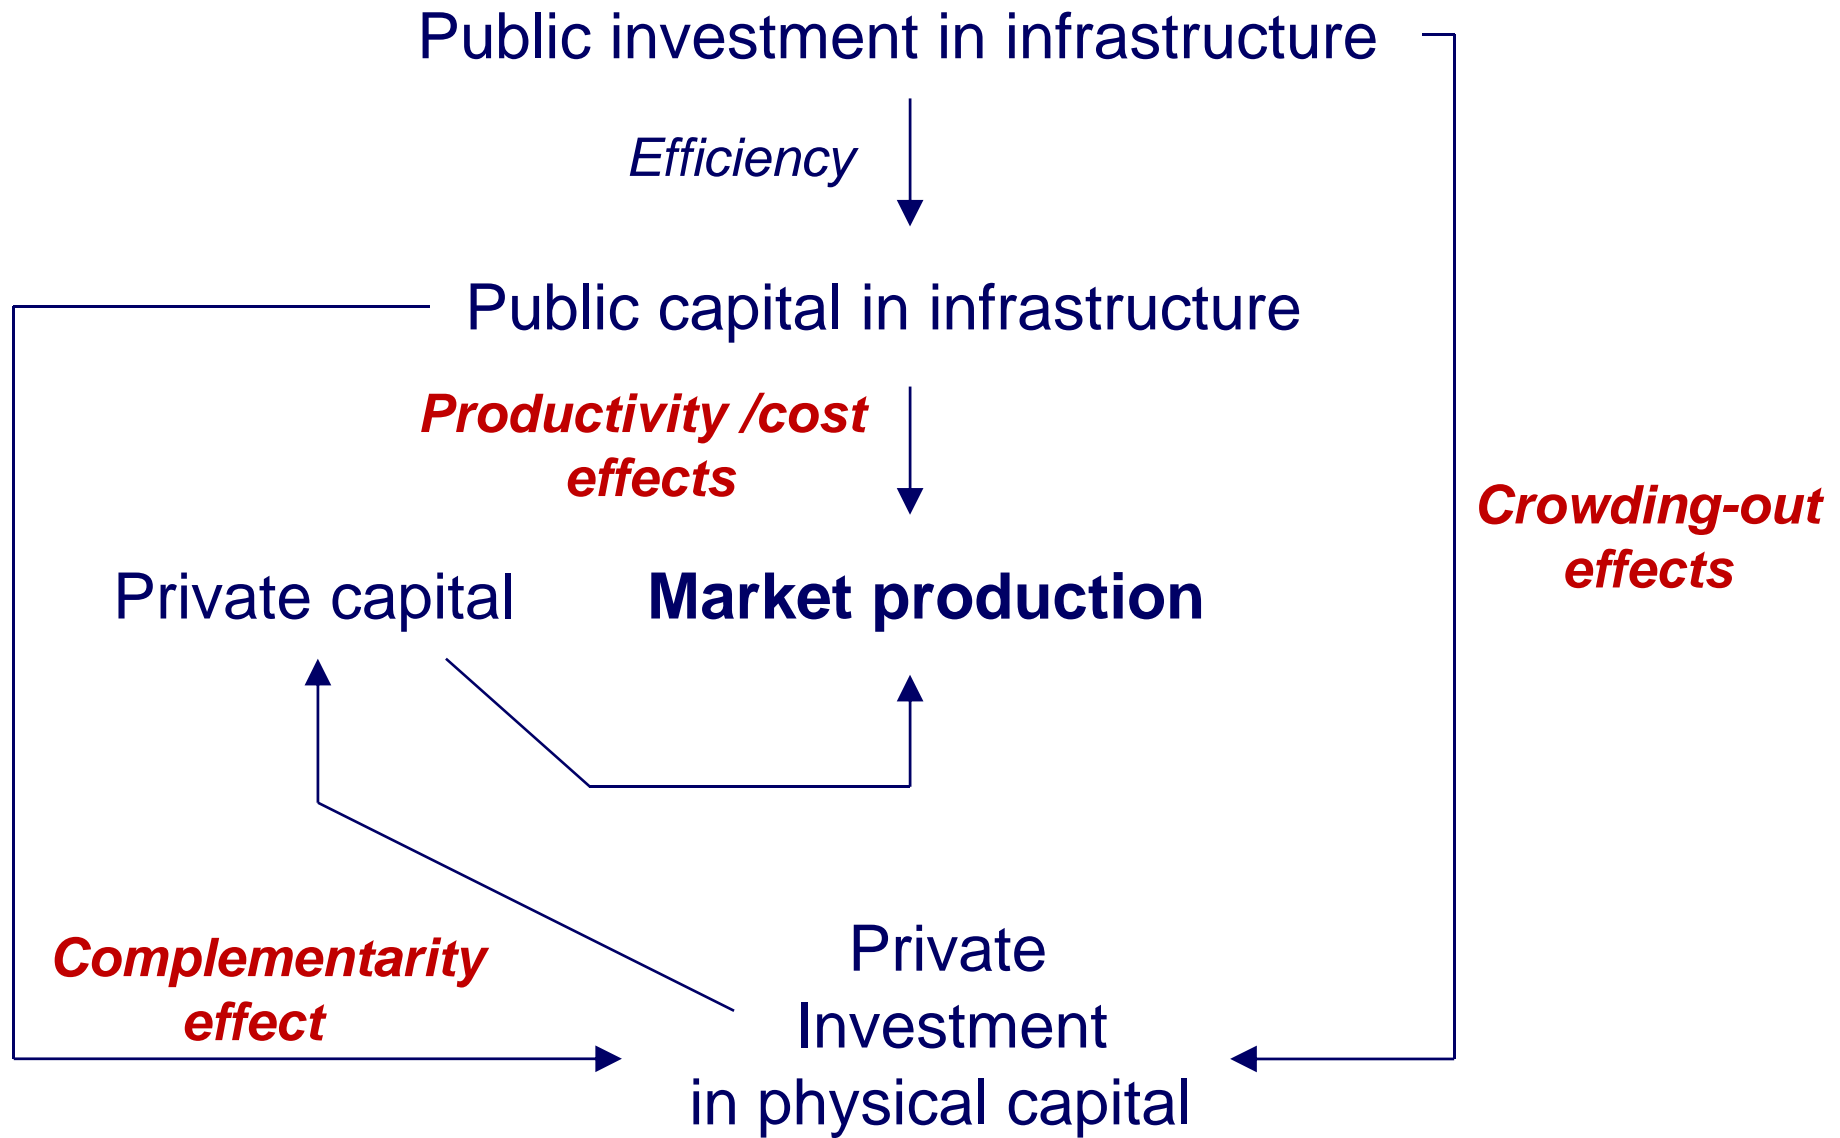 Public investment in infrastructure
Efficiency
Public capital in infrastructure
Productivity /cost
effects
Crowding-out
effects
Private capital
Market production
Complementarity
effect
Private
Investment
in physical capital